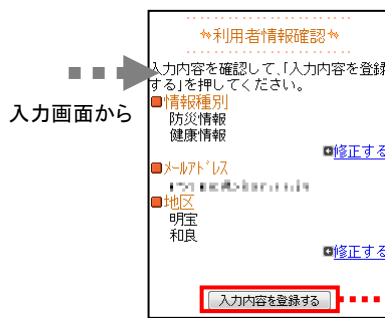 利用者情報確認
入力内容を確認して、「入力内容を登録
する」を押してください。
情報種別
防災情報
健康情報
修正する
ﾒｰﾙｱﾄﾞﾚｽ
地区
明宝
和良
修正する
入力内容を登録する
入力画面から